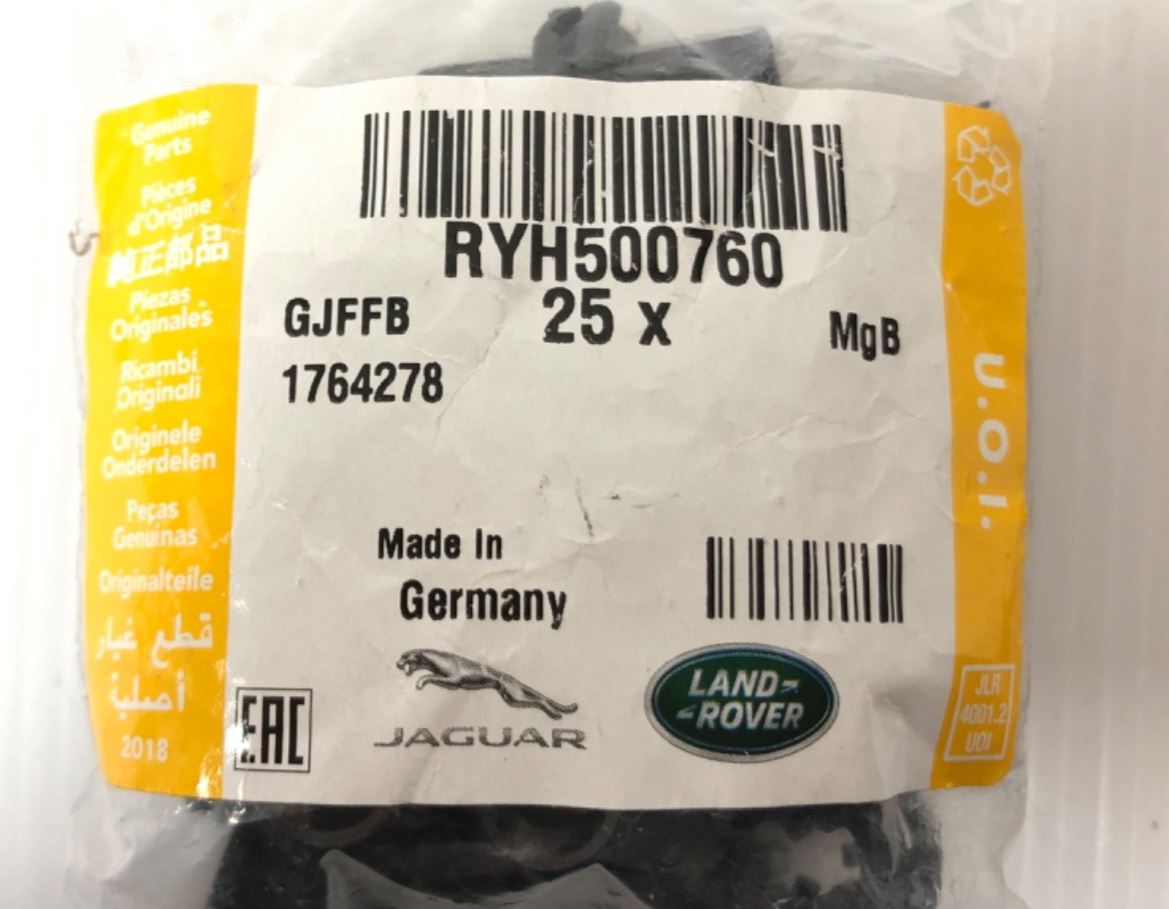 Genuine
Parts
Pièces
d'Origine
純正部品
Piezas
Originales
Ricambi
Originali
Originele
Onderdelen
Peças
Genuinas
Originalteile
قطع غيار
أصلية
2018
RYH500760
GJFFB
25 x
MgB
1764278
Made In
Germany
EAC
JAGUAR
LAND-
-ROVER
U.O.I.
JLR
4001.2
UOI